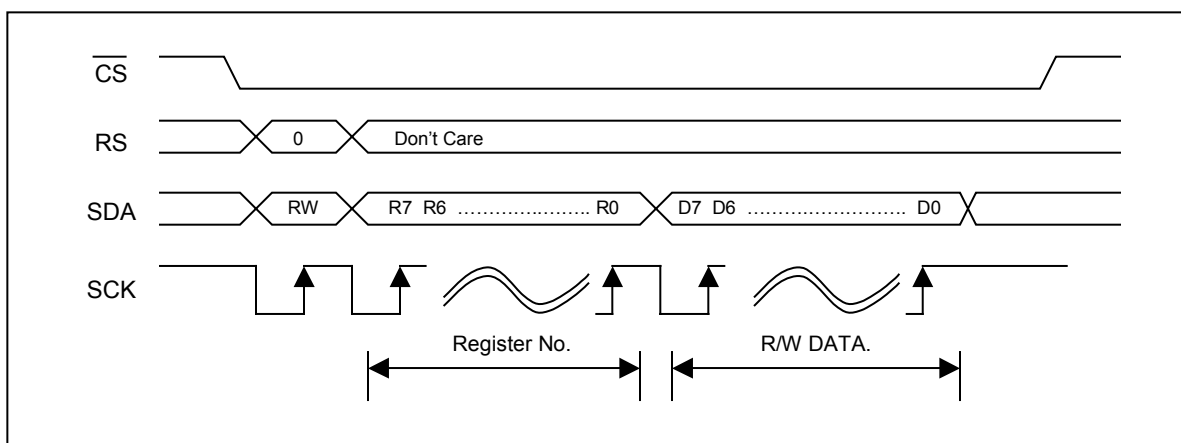 CS
RS 0 Don't Care
SDA RW R7 R6 …………..……. R0 D7 D6 ……..………………. D0
SCK
Register No. R/W DATA.